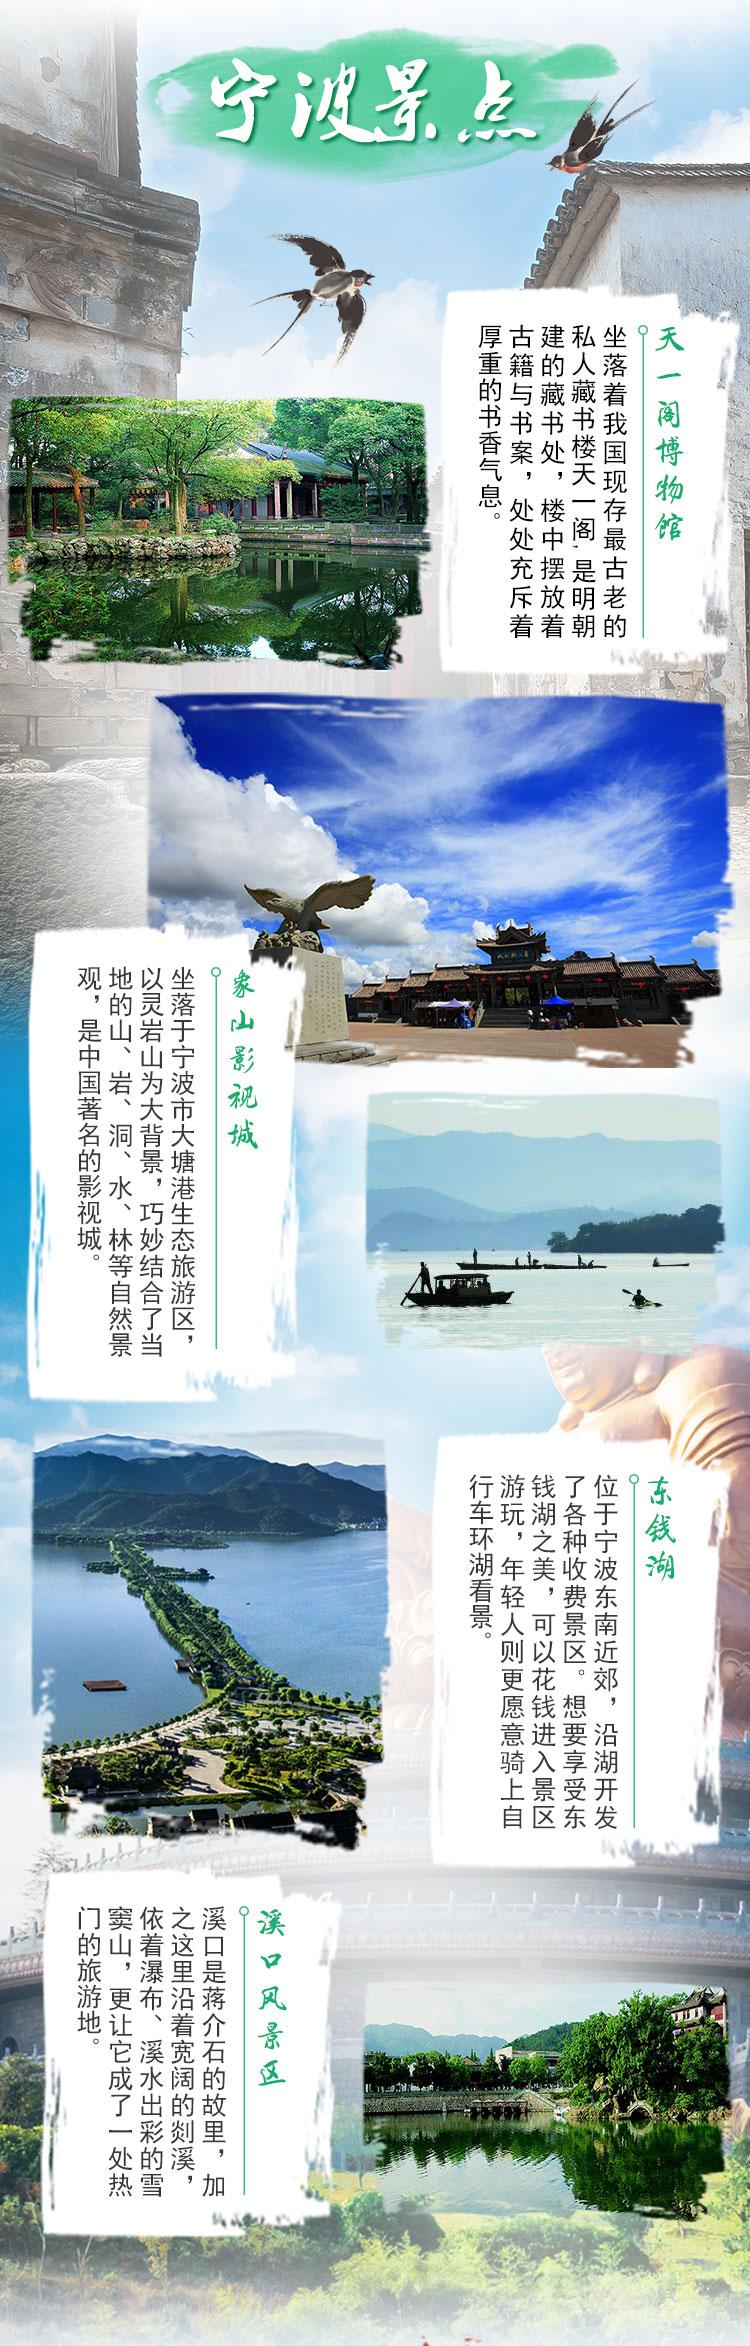 宁波景点
天一阁博物馆
坐落着我国现存最古老的
私人藏书楼天一阁,是明朝
建的藏书处，楼中摆放着
古籍与书案，处处充斥着
厚重的书香气息。
象山影视城
坐落于宁波市大塘港生态旅游区，
以灵岩山为大背景，巧妙结合了当
地的山、岩、洞、水、林等自然景
观，是中国著名的影视城。
东钱湖
位于宁波东南近郊，沿湖开发
了各种收费景区。想要享受东
钱湖之美，可以花钱进入景区
游玩，年轻人则更愿意骑上自
行车环湖看景。
溪口风景区
溪口是蒋介石的故里，加
之这里沿着宽阔的剡溪，
依着瀑布、溪水出彩的雪
窦山，更让它成了一处热
门的旅游地。